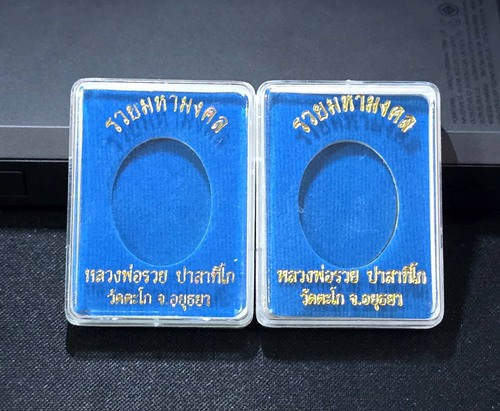 รวยมหามงคล
หลวงพ่อรวย ปาสาทิโก
วัดตะโก จ.อยุธยา
รวยมหามงคล
หลวงพ่อรวย ปาสาทิโก
วัดตะโก จ.อยุธยา